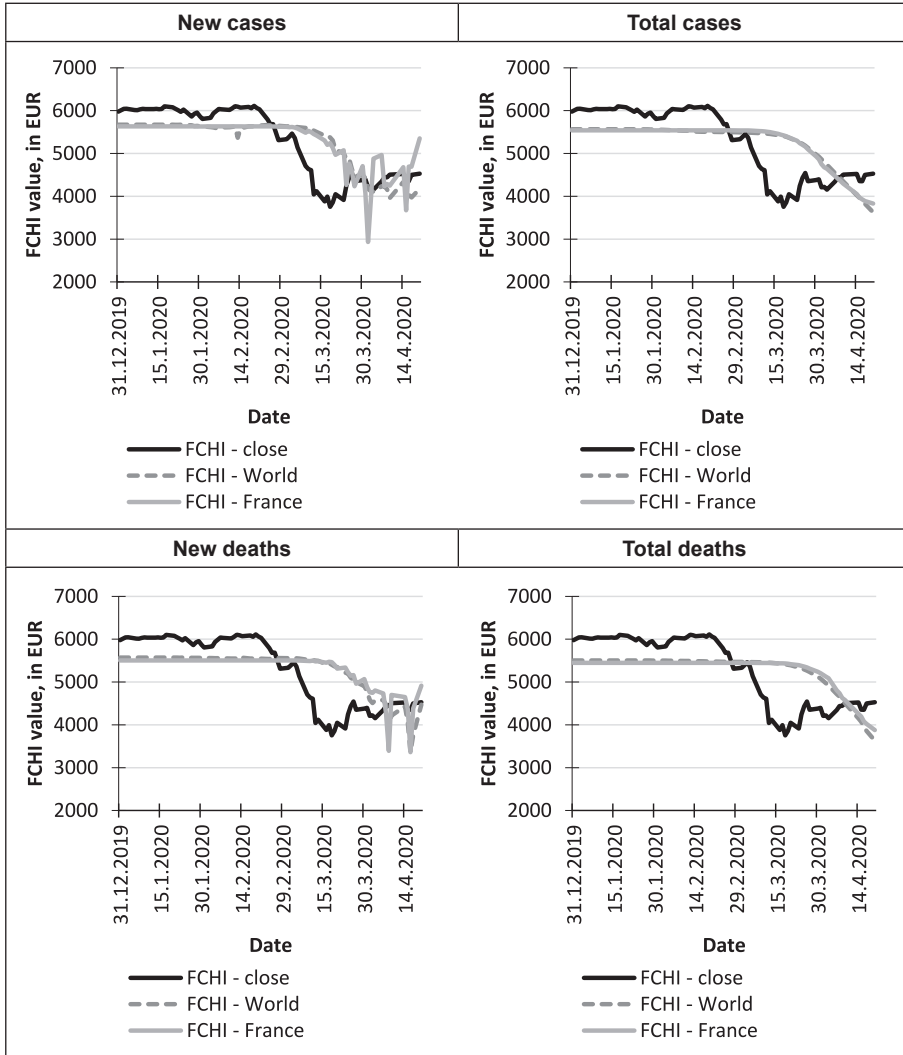 New cases
Total cases
FCHI value, in EUR
7000
6000
5000
4000
3000
2000
31.12.2019
15.1.2020
30.1.2020
14.2.2020
29.2.2020
15.3.2020
30.3.2020
14.4.2020
Date
FCHI - close
FCHI - World
FCHI - France
FCHI value, in EUR
7000
6000
5000
4000
3000
2000
31.12.2019
15.1.2020
30.1.2020
14.2.2020
29.2.2020
15.3.2020
30.3.2020
14.4.2020
Date
FCHI - close
FCHI - World
FCHI - France
New deaths
Total deaths
FCHI value, in EUR
7000
6000
5000
4000
3000
2000
31.12.2019
15.1.2020
30.1.2020
14.2.2020
29.2.2020
15.3.2020
30.3.2020
14.4.2020
Date
FCHI - close
FCHI - World
FCHI - France
FCHI value, in EUR
7000
6000
5000
4000
3000
2000
31.12.2019
15.1.2020
30.1.2020
14.2.2020
29.2.2020
15.3.2020
30.3.2020
14.4.2020
Date
FCHI - close
FCHI - World
FCHI - France